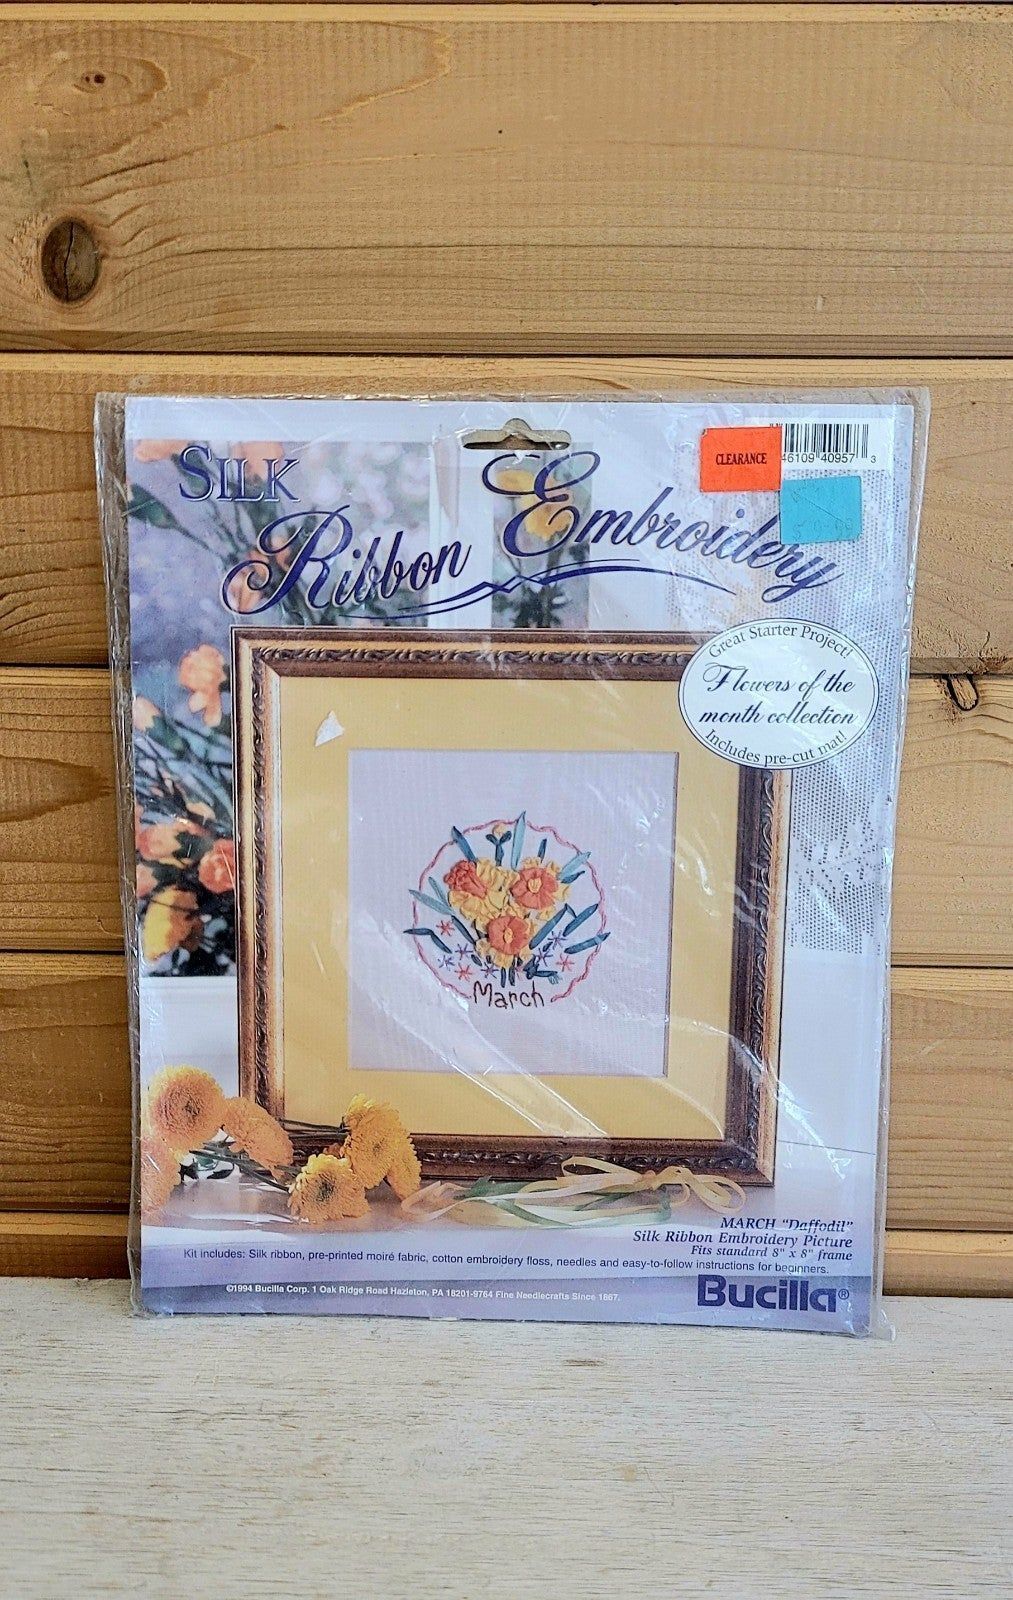 SILK
Ribbon Embroidery
CLEARANCE
46109 40957 3
Great Starter Project!
Flowers of the
month collection
Includes pre-cut mat!
March
MARCH "Daffodil"
Silk Ribbon Embroidery Picture
Fits standard 8" x 8" frame
Kit includes: Silk ribbon, pre-printed moiré fabric, cotton embroidery floss, needles and easy-to-follow instructions for beginners.
©1994 Bucilla Corp. 1 Oak Ridge Road Hazleton, PA 18201-9764 Fine Needlecrafts Since 1867.
Bucilla®